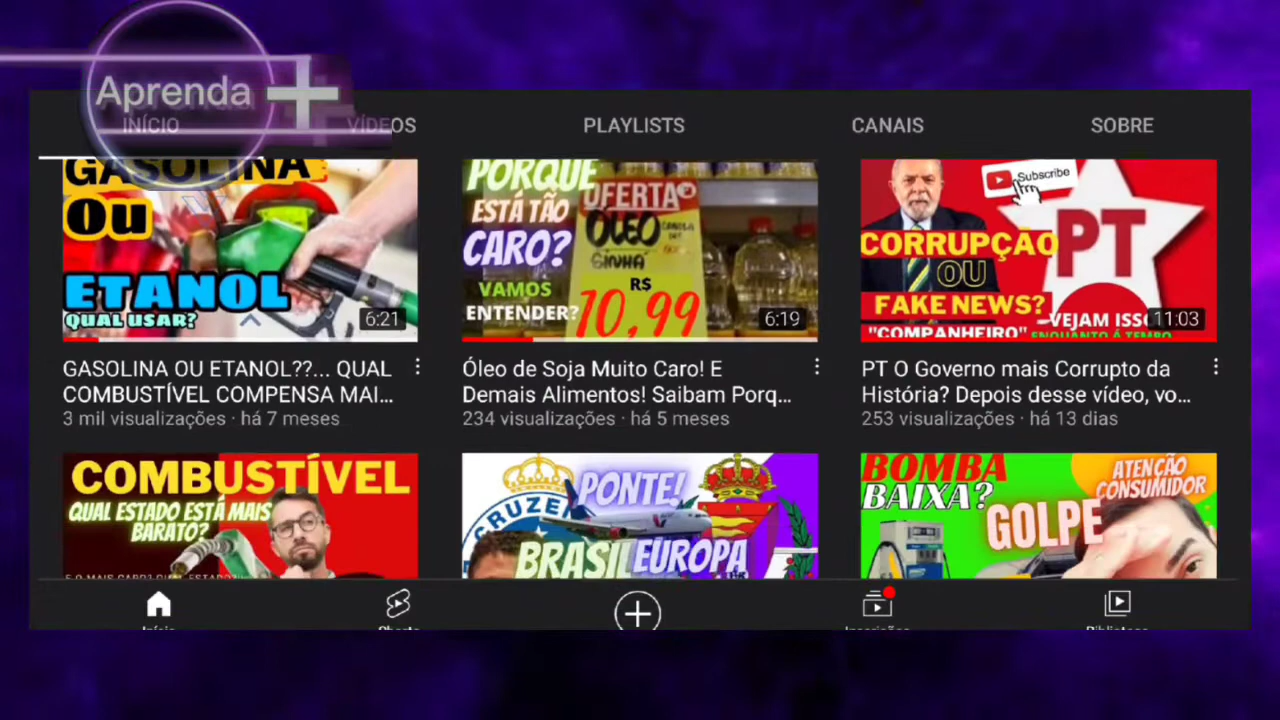 Aprenda +
INÍCIO VÍDEOS PLAYLISTS CANAIS SOBRE
GASOLINA
Ou
ETANOL
QUAL USAR?
6:21
PORQUE
ESTÁ TÃO
CARO?
VAMOS
ENTENDER?
OFERTA
ÓLEO
SINHÁ
R$
10,99
6:19
Subscribe
PT
CORRUPÇÃO
OU
FAKE NEWS?
VEJAM ISSO
"COMPANHEIRO" ENQUANTO É TEMPO
11:03
GASOLINA OU ETANOL??... QUAL
COMBUSTÍVEL COMPENSA MAI...
3 mil visualizações · há 7 meses
Óleo de Soja Muito Caro! E
Demais Alimentos! Saibam Porq...
234 visualizações · há 5 meses
PT O Governo mais Corrupto da
História? Depois desse vídeo, vo...
253 visualizações · há 13 dias
COMBUSTÍVEL
QUAL ESTADO ESTÁ MAIS
BARATO?
CRUZEI
PONTE!
BRASIL EUROPA
BOMBA
BAIXA?
GOLPE
ATENÇÃO
CONSUMIDOR